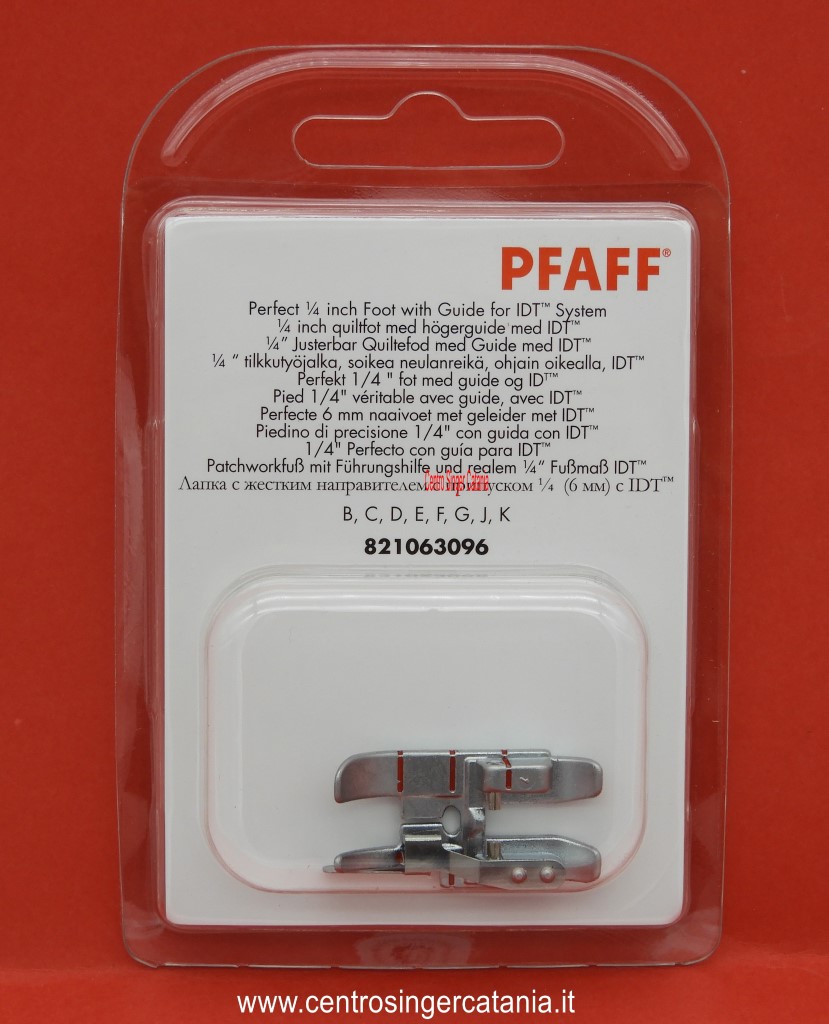 PFAFF®
Perfect ¼ inch Foot with Guide for IDT™ System
¼ inch quiltfot med högerguide med IDT™
¼" Justerbar Quiltefod med Guide med IDT™
¼ " tilkkutyöjalka, soikea neulanreikä, ohjain oikealla, IDT™
Perfekt 1/4 " fot med guide og IDT™
Pied 1/4" véritable avec guide, avec IDT™
Perfecte 6 mm naaivoet met geleider met IDT™
Piedino di precisione 1/4" con guida con IDT™
1/4" Perfecto con guía para IDT™
Patchworkfuß mit Führungshilfe und realem ¼" Fußmaß IDT™
Centro Singer Catania
Лапка с жестким направителем с припуском ¼ (6 мм) с IDT™
B, C, D, E, F, G, J, K
821063096
www.centrosingercatania.it